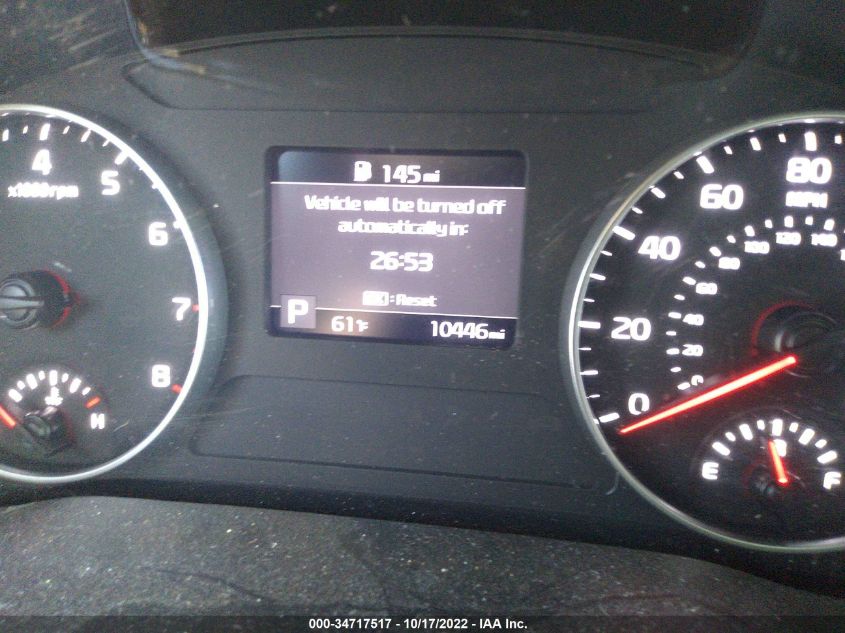 145 mi
Vehicle will be turned off
automatically in:
26:53
OK : Reset
P 61°F 10446 mi
4
x1000rpm
5
6
7
8
H
0
20
40
60
80
MPH
0
20
40
60
80
100
120
140
E
F
000-34717517 - 10/17/2022 - IAA Inc.